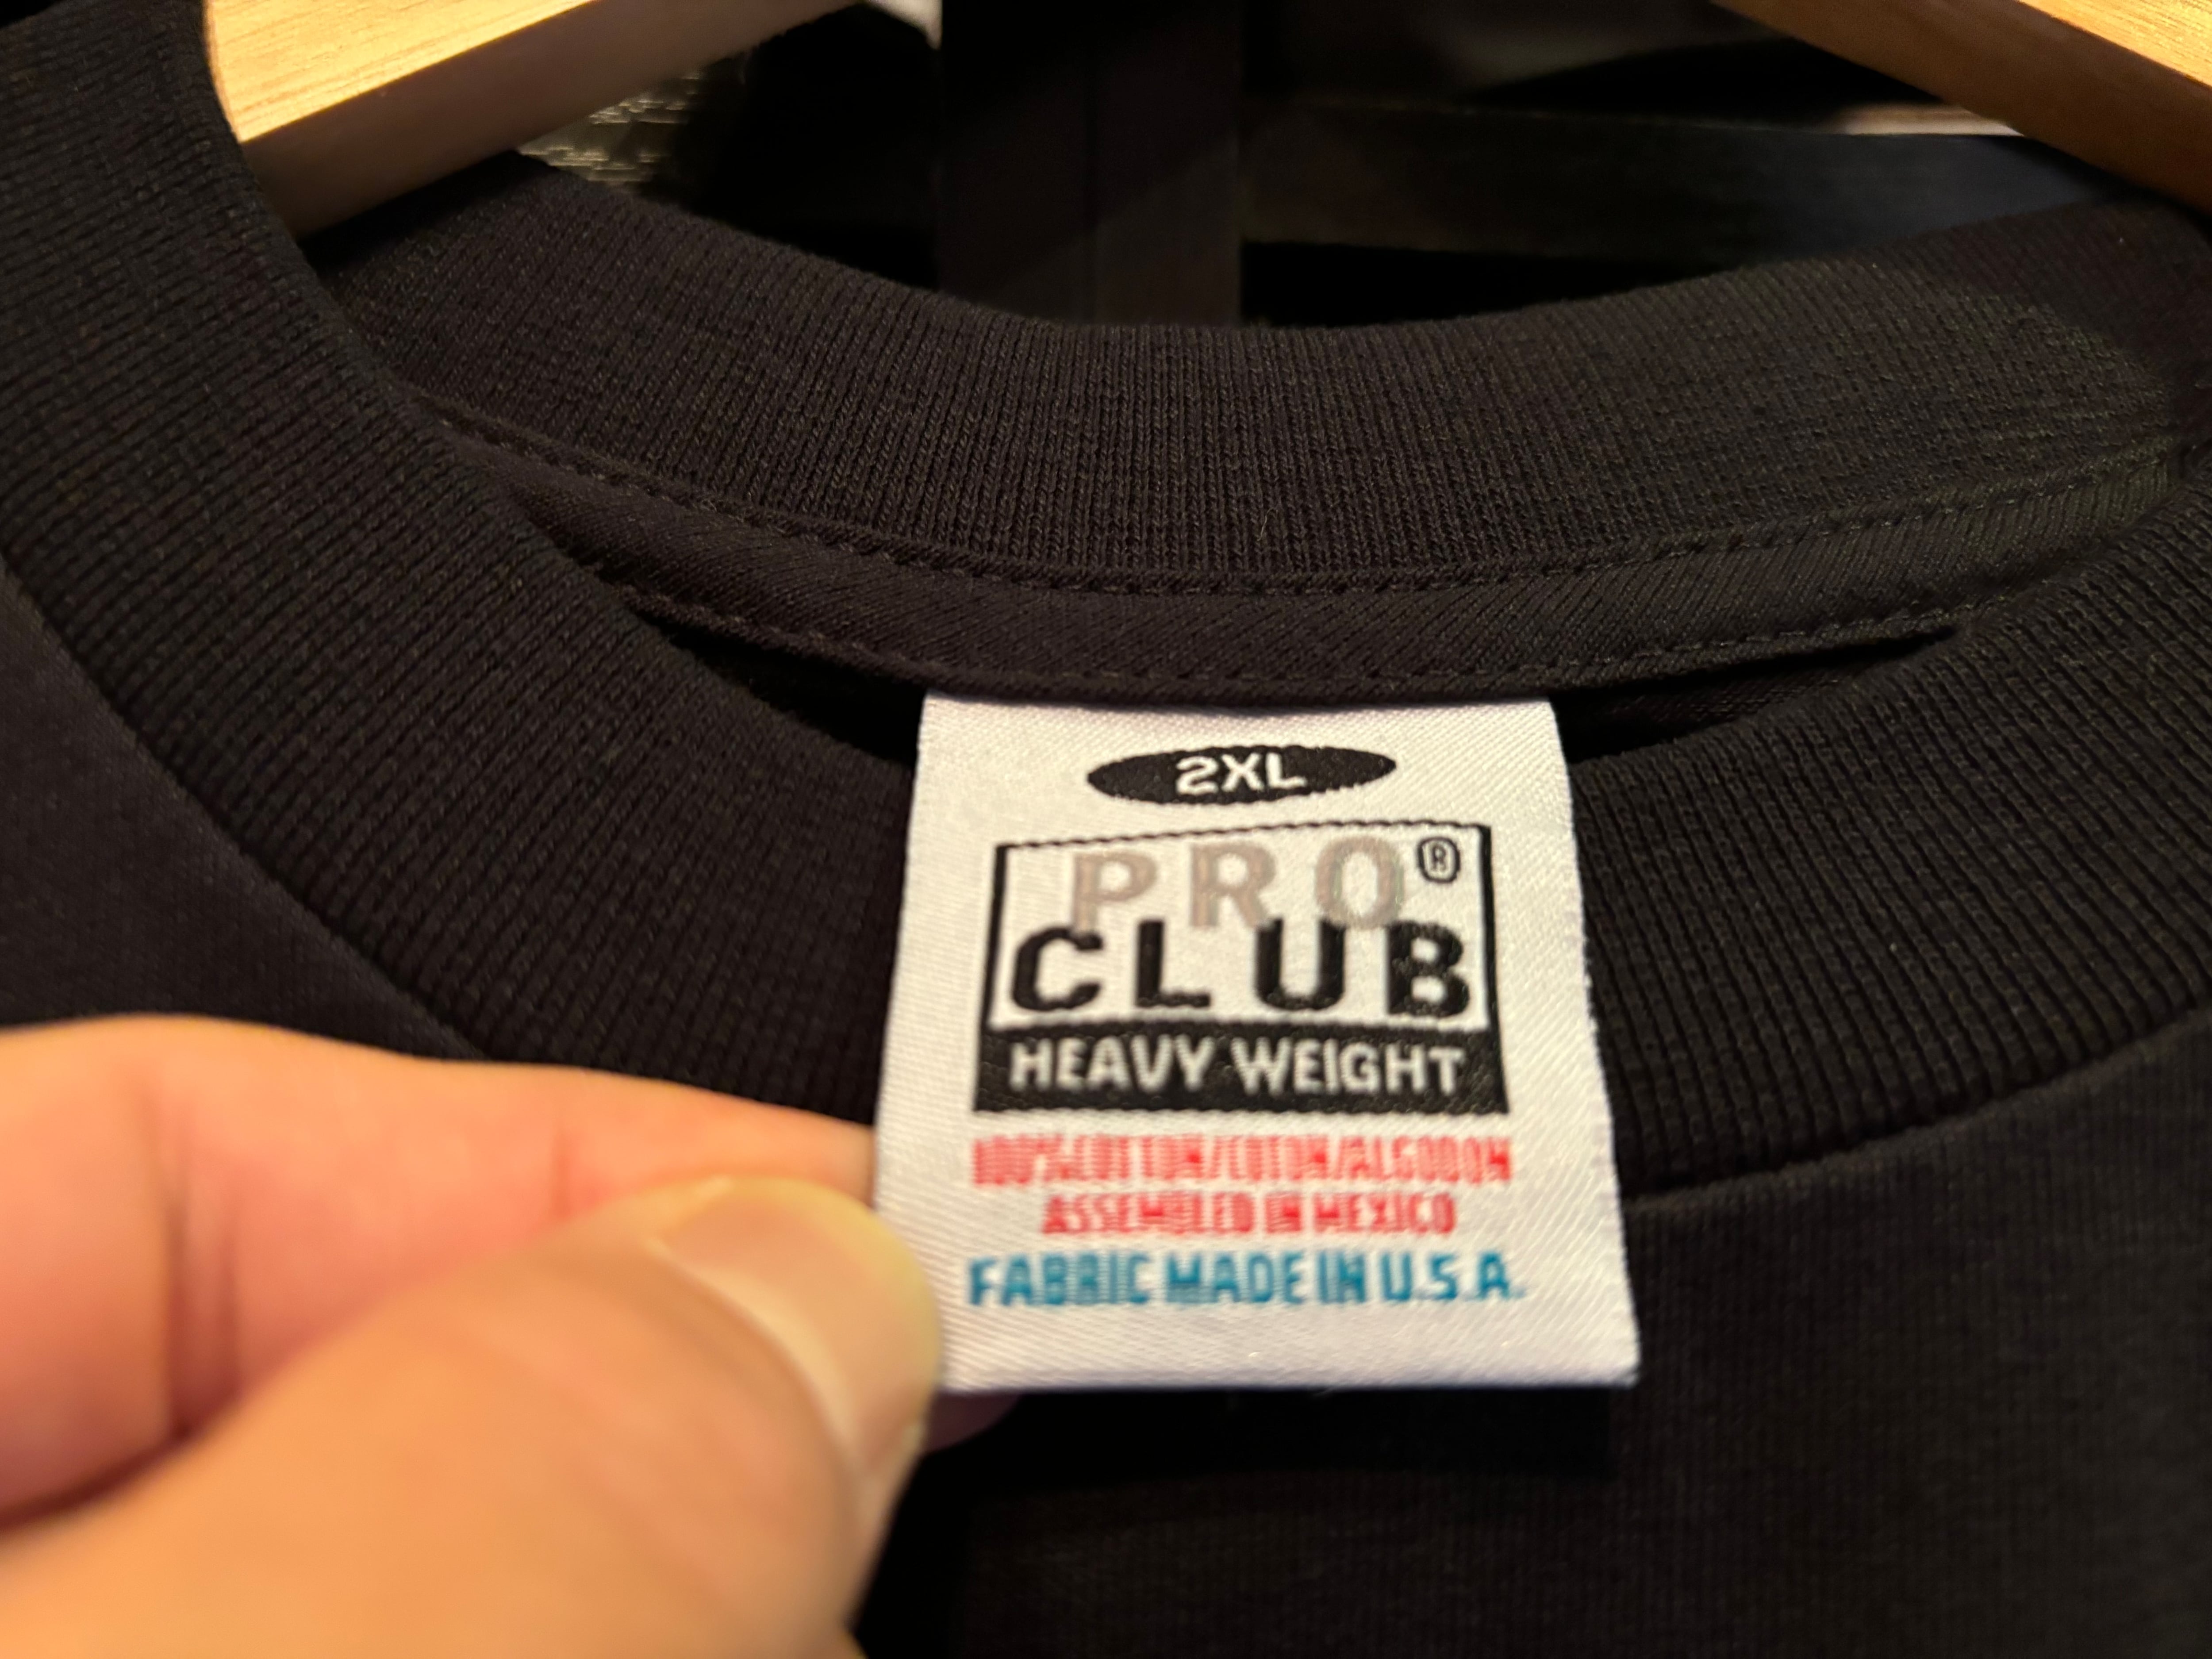 2XL
PRO®
CLUB
HEAVY WEIGHT
100% COTTON/COTON/ALGODON
ASSEMBLED IN MEXICO
FABRIC MADE IN U.S.A.